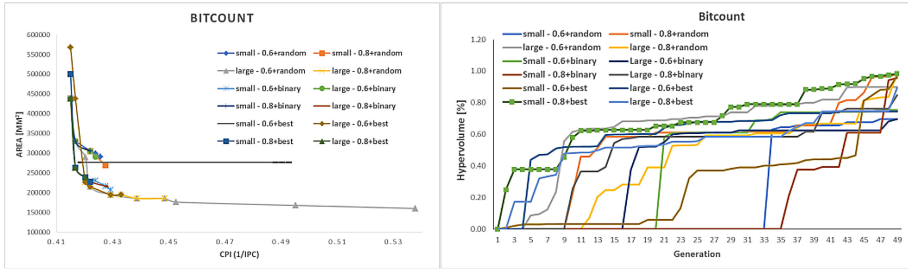 BITCOUNT
AREA [MM²]
600000
550000
500000
450000
400000
350000
300000
250000
200000
150000
100000
small - 0.6+random
small - 0.8+random
large - 0.6+random
large - 0.8+random
small - 0.6+binary
large - 0.6+binary
small - 0.8+binary
large - 0.8+binary
small - 0.6+best
large - 0.6+best
small - 0.8+best
large - 0.8+best
0.41
0.43
0.45
0.47
0.49
0.51
0.53
CPI (1/IPC)
Bitcount
Hypervolume [%]
1.20
1.00
0.80
0.60
0.40
0.20
0.00
small - 0.6+random
small - 0.8+random
large - 0.6+random
large - 0.8+random
Small - 0.6+binary
Large - 0.6+binary
Small - 0.8+binary
Large - 0.8+binary
small - 0.6+best
large - 0.6+best
small - 0.8+best
large - 0.8+best
1 3 5 7 9 11 13 15 17 19 21 23 25 27 29 31 33 35 37 39 41 43 45 47 49
Generation